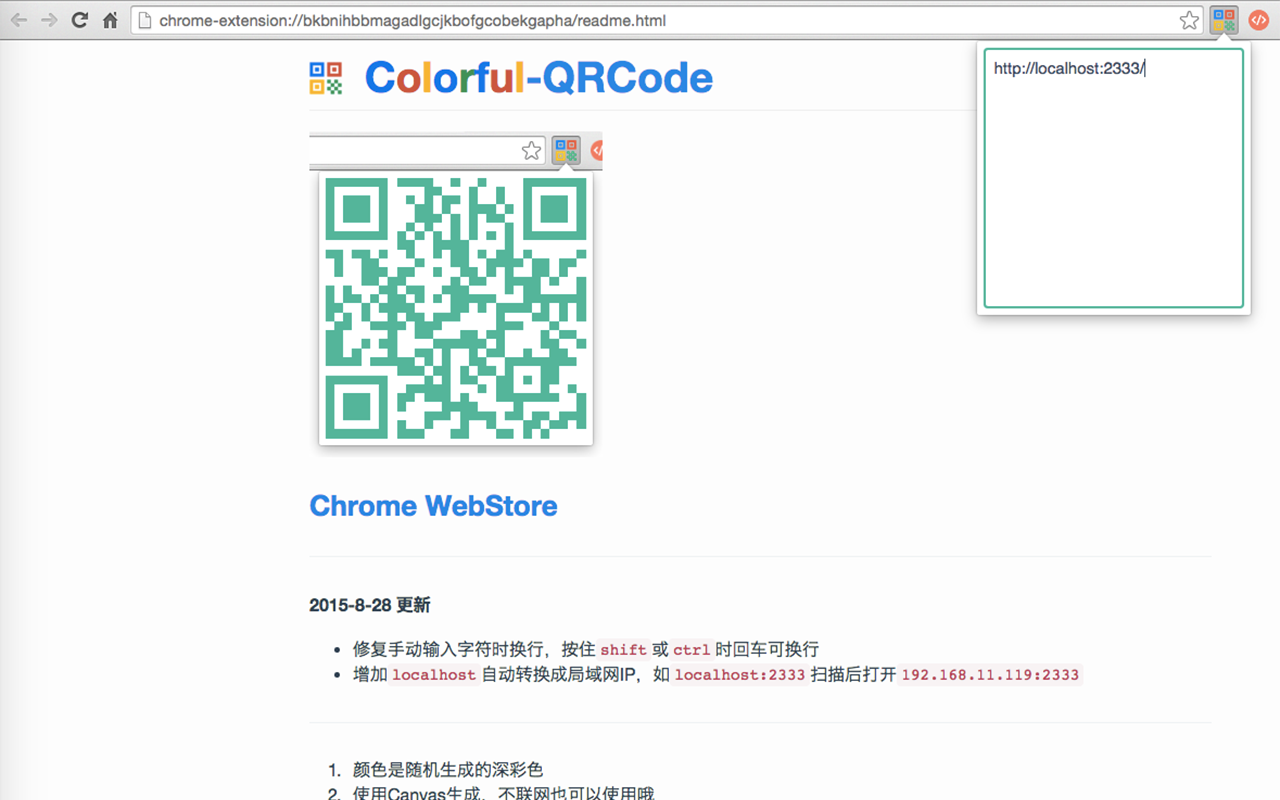 chrome-extension://bkbnihbbmagadlgcjkbofgcobekgapha/readme.html
http://localhost:2333/
Colorful-QRCode
Chrome WebStore
2015-8-28 更新
修复手动输入字符时换行，按住 shift 或 ctrl 时回车可换行
增加 localhost 自动转换成局域网IP，如 localhost:2333 扫描后打开 192.168.11.119:2333
1. 颜色是随机生成的深彩色
2. 使用Canvas生成，不联网也可以使用哦